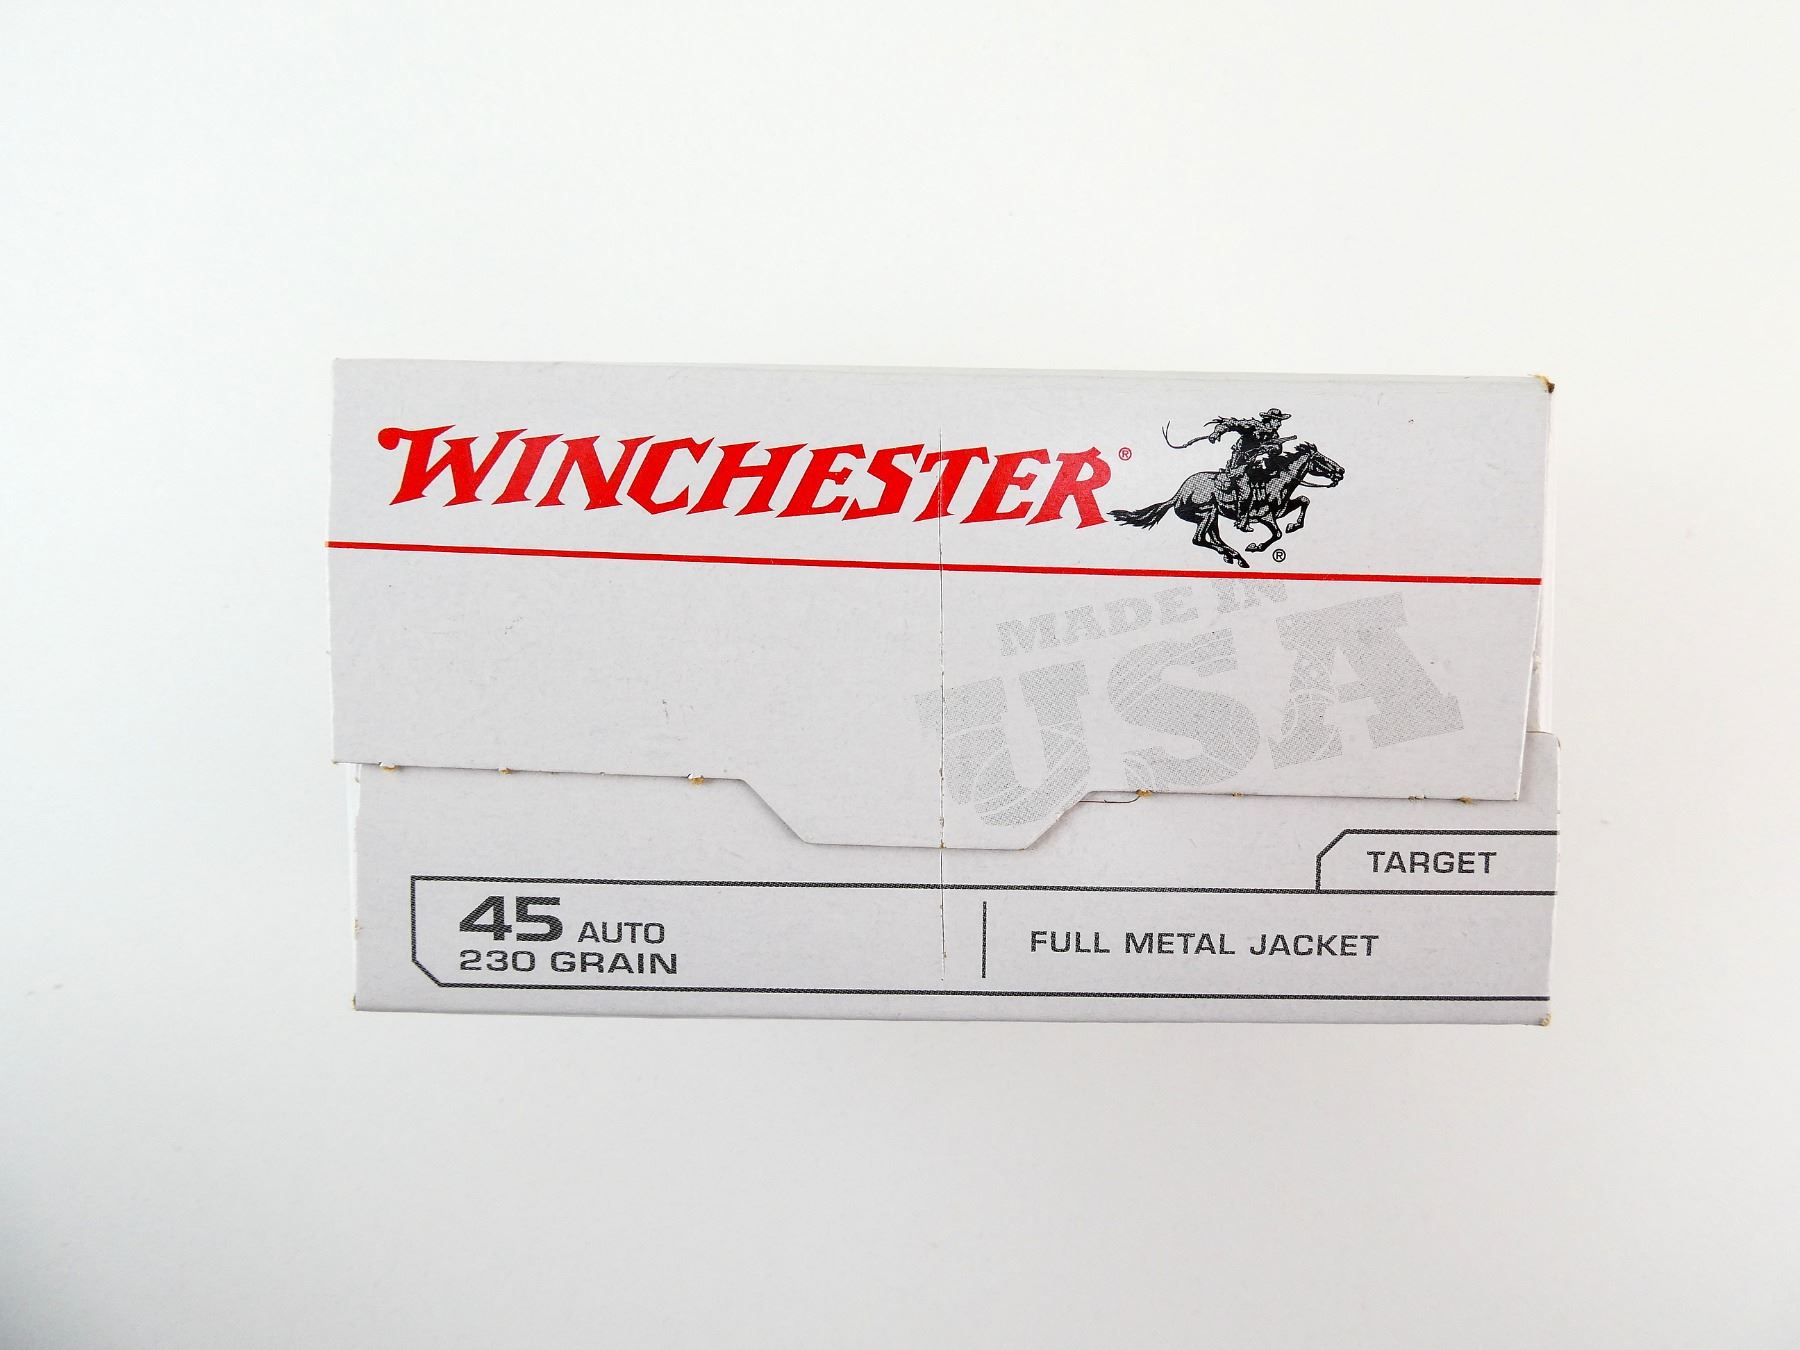 WINCHESTER®
®
MADE IN
USA
TARGET
45 AUTO
230 GRAIN
FULL METAL JACKET